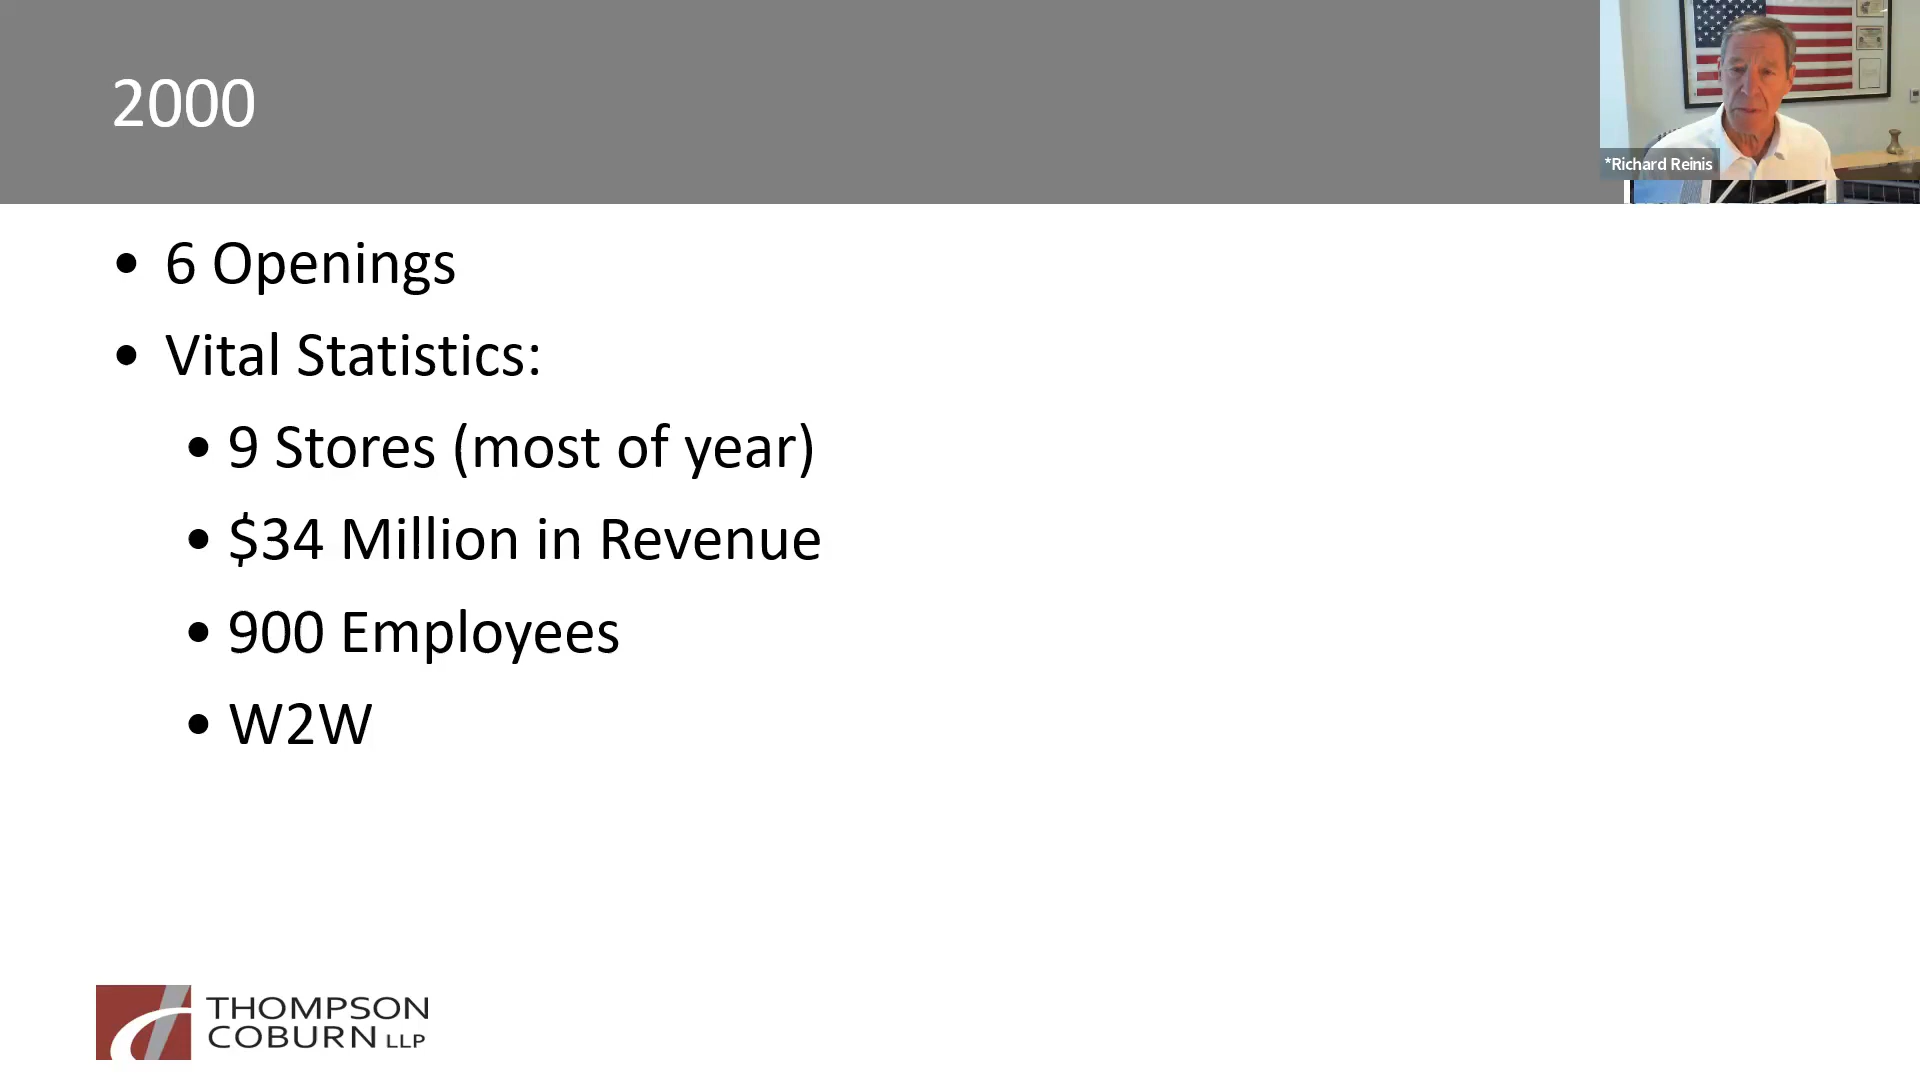 2000
*Richard Reinis
• 6 Openings
• Vital Statistics:
• 9 Stores (most of year)
• $34 Million in Revenue
• 900 Employees
• W2W
THOMPSON
COBURN LLP